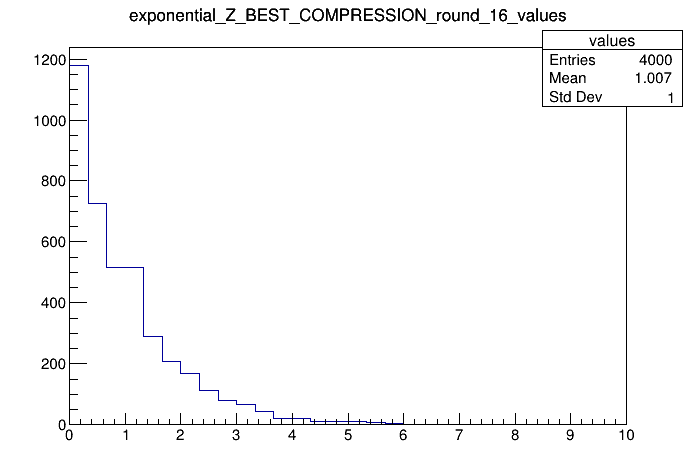 exponential_Z_BEST_COMPRESSION_round_16_values
values
Entries 4000
Mean 1.007
Std Dev 1
1200
1000
800
600
400
200
0
0 1 2 3 4 5 6 7 8 9 10